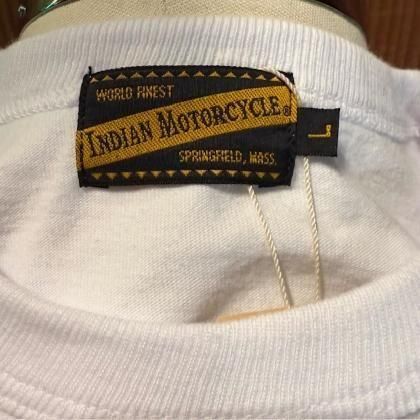 WORLD FINEST
INDIAN MOTORCYCLE®
SPRINGFIELD, MASS.
L